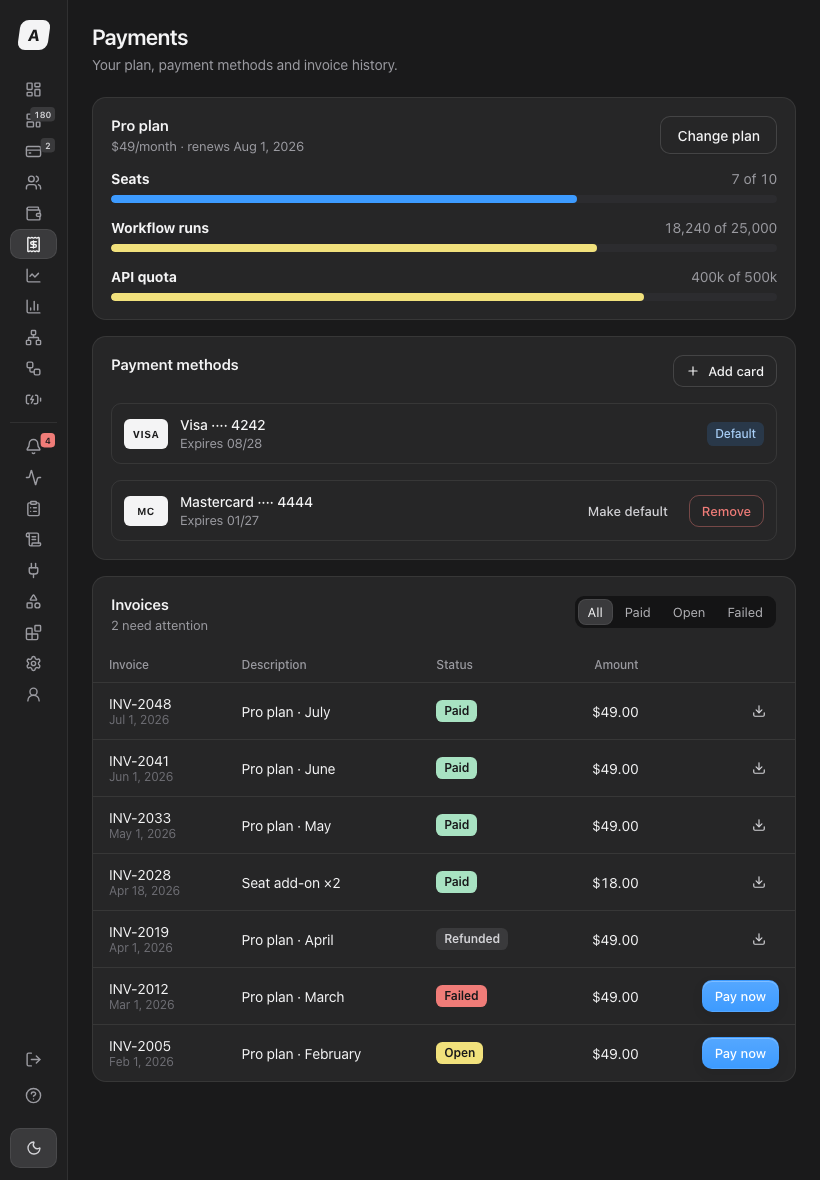 A
180
2
4
Payments
Your plan, payment methods and invoice history.
Pro plan
$49/month · renews Aug 1, 2026
Change plan
Seats
7 of 10
Workflow runs
18,240 of 25,000
API quota
400k of 500k
Payment methods
Add card
VISA
Visa ···· 4242
Expires 08/28
Default
MC
Mastercard ···· 4444
Expires 01/27
Make default
Remove
Invoices
2 need attention
All Paid Open Failed
Invoice Description Status Amount
INV-2048
Jul 1, 2026
Pro plan · July
Paid
$49.00
INV-2041
Jun 1, 2026
Pro plan · June
Paid
$49.00
INV-2033
May 1, 2026
Pro plan · May
Paid
$49.00
INV-2028
Apr 18, 2026
Seat add-on ×2
Paid
$18.00
INV-2019
Apr 1, 2026
Pro plan · April
Refunded
$49.00
INV-2012
Mar 1, 2026
Pro plan · March
Failed
$49.00
Pay now
INV-2005
Feb 1, 2026
Pro plan · February
Open
$49.00
Pay now